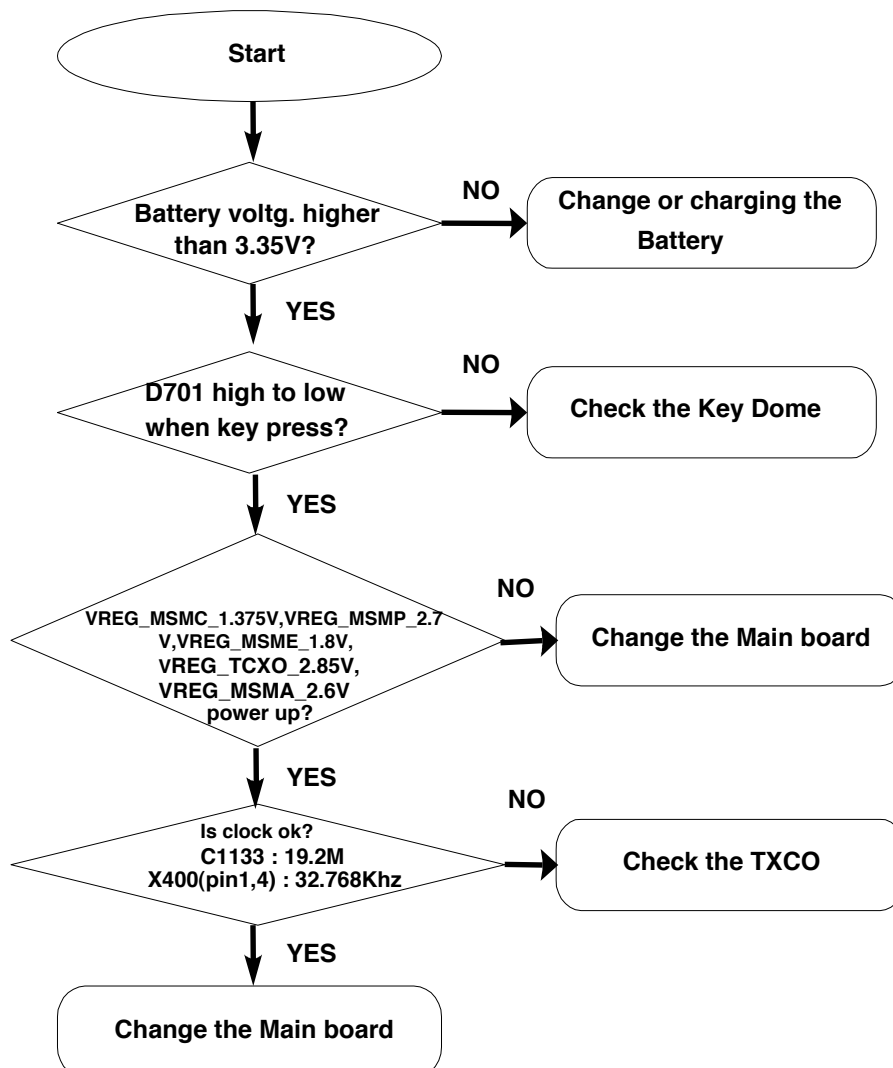 Start
Battery voltg. higher
than 3.35V?
NO
Change or charging the
Battery
YES
D701 high to low
when key press?
NO
Check the Key Dome
YES
VREG_MSMC_1.375V,VREG_MSMP_2.7
V,VREG_MSME_1.8V,
VREG_TCXO_2.85V,
VREG_MSMA_2.6V
power up?
NO
Change the Main board
YES
Is clock ok?
C1133 : 19.2M
X400(pin1,4) : 32.768Khz
NO
Check the TXCO
YES
Change the Main board